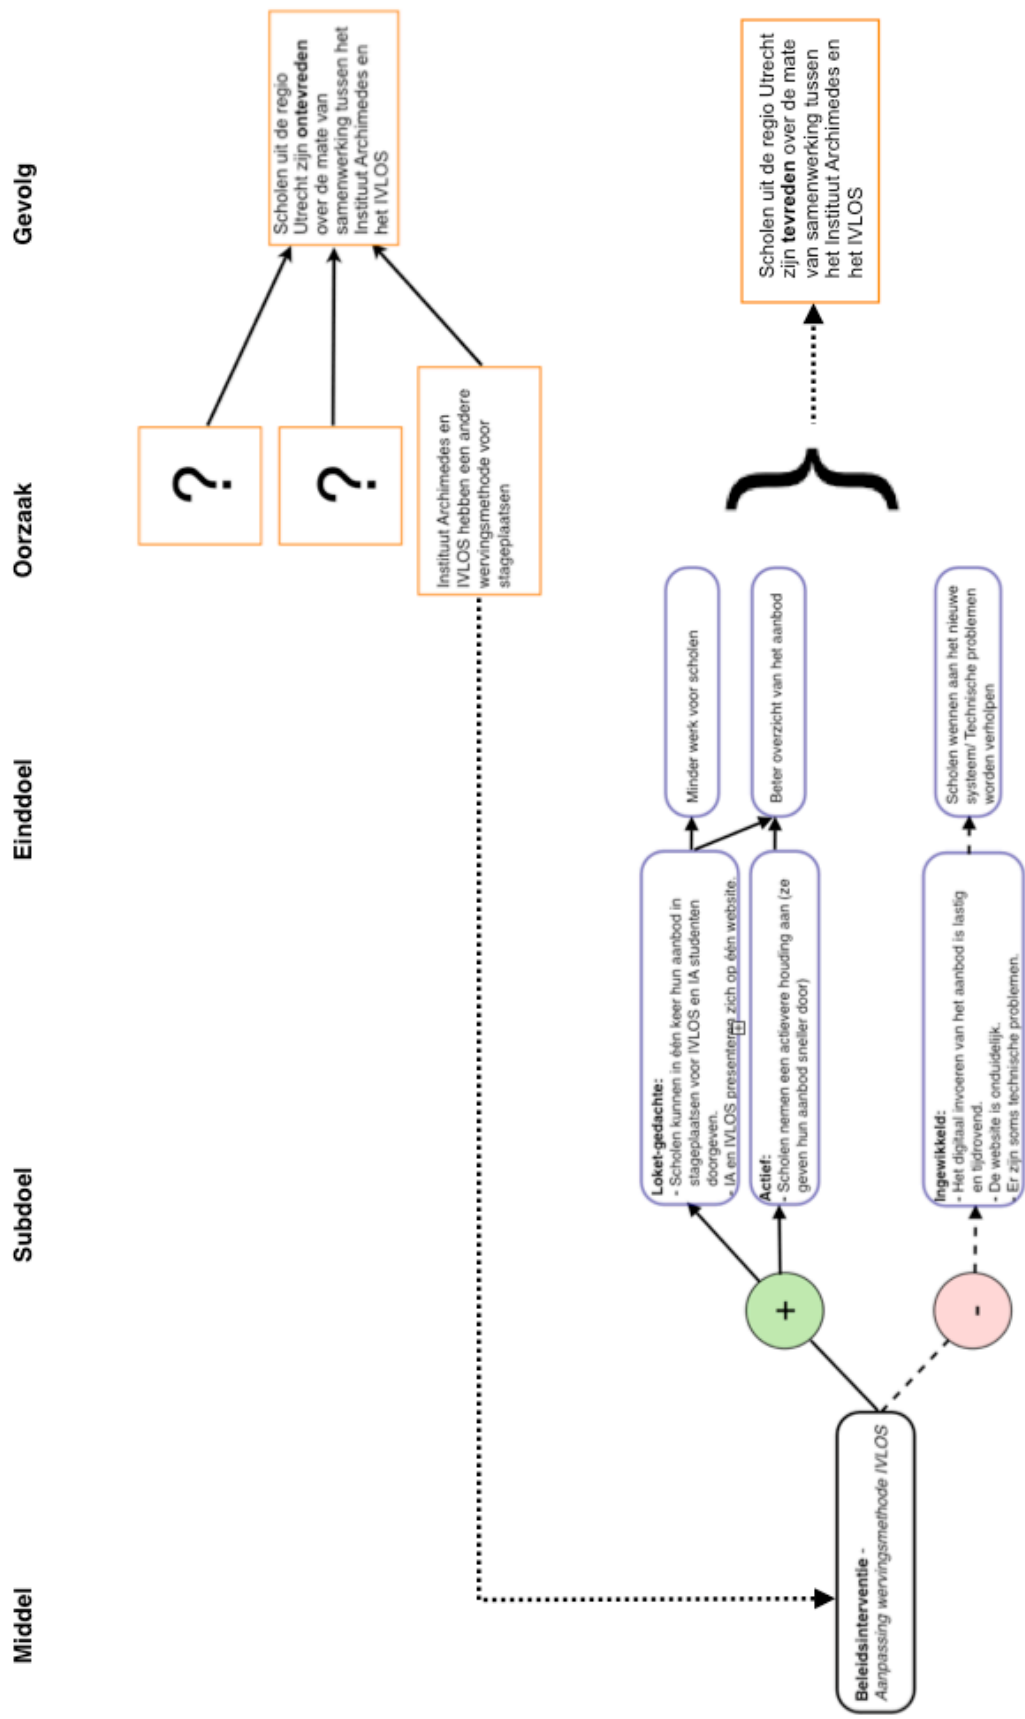 Middel
Subdoel
Einddoel
Oorzaak
Gevolg
?
?
Instituut Archimedes en
IVLOS hebben een andere
wervingsmethode voor
stageplaatsen
Scholen uit de regio
Utrecht zijn ontevreden
over de mate van
samenwerking tussen het
Instituut Archimedes en
het IVLOS
Beleidsinterventie -
Aanpassing wervingsmethode IVLOS
+
-
Loket-gedachte:
- Scholen kunnen in één keer hun aanbod in
stageplaatsen voor IVLOS en IA studenten
doorgeven.
- IA en IVLOS presenteren zich op één website.
Actief:
- Scholen nemen een actievere houding aan (ze
geven hun aanbod sneller door)
Ingewikkeld:
- Het digitaal invoeren van het aanbod is lastig
en tijdrovend.
- De website is onduidelijk.
- Er zijn soms technische problemen.
Minder werk voor scholen
Beter overzicht van het aanbod
Scholen wennen aan het nieuwe
systeem/ Technische problemen
worden verholpen
}
Scholen uit de regio Utrecht
zijn tevreden over de mate
van samenwerking tussen
het Instituut Archimedes en
het IVLOS